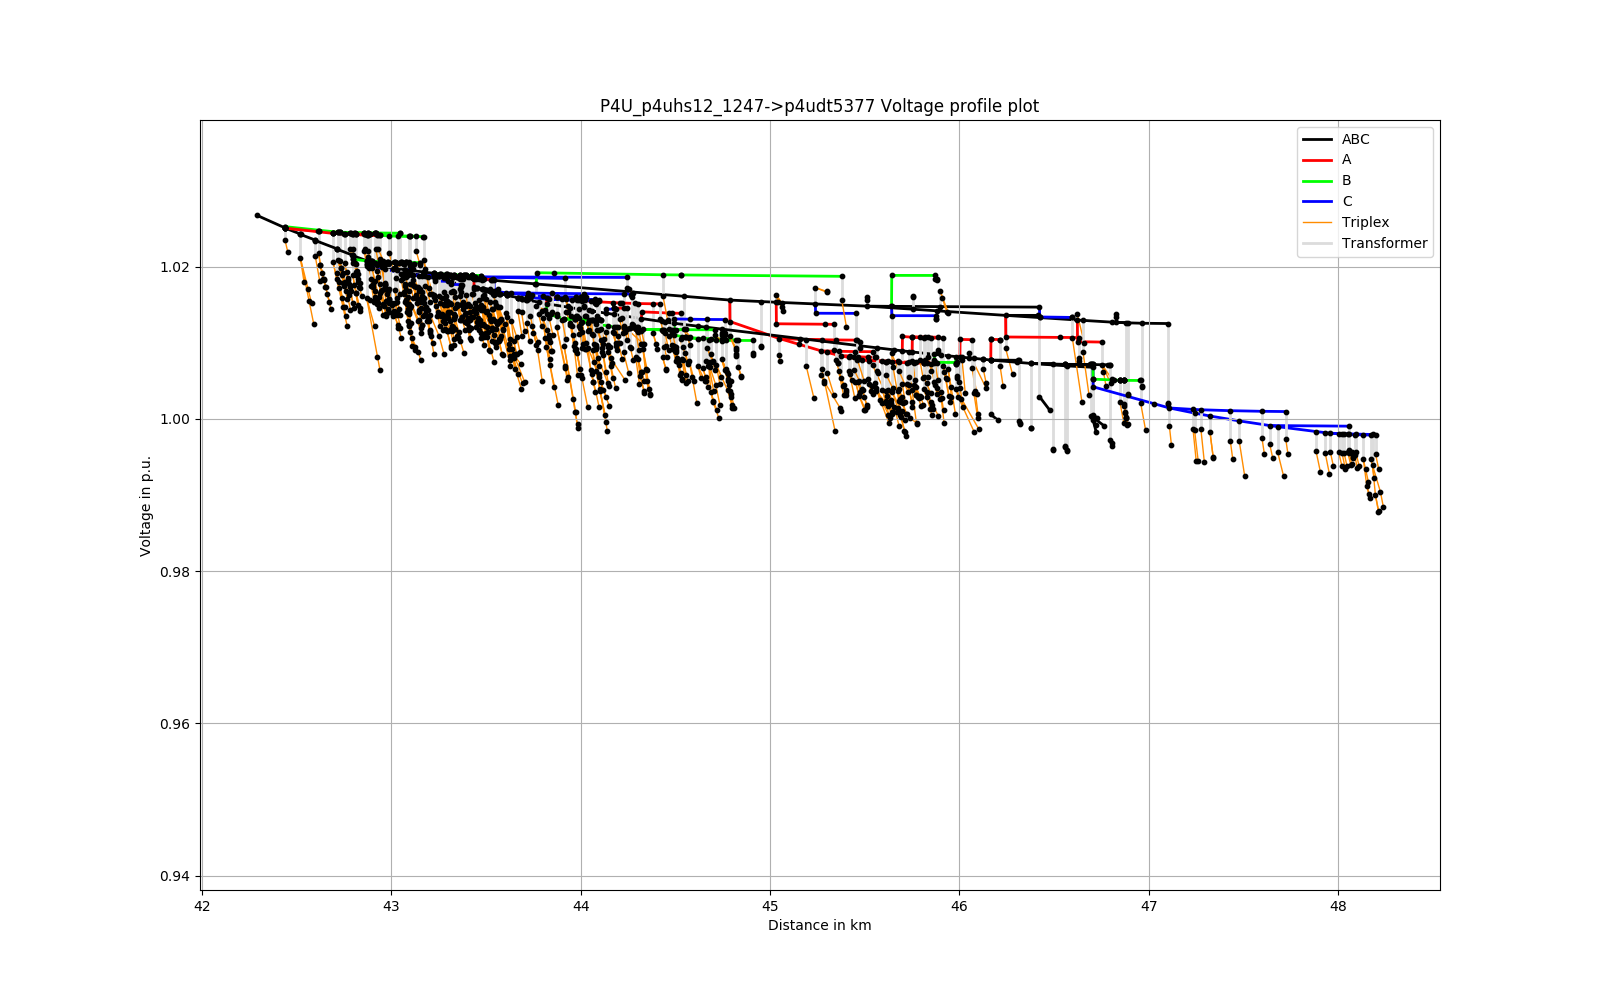 P4U_p4uhs12_1247->p4udt5377 Voltage profile plot
ABC
A
B
C
Triplex
Transformer
Voltage in p.u.
1.02
1.00
0.98
0.96
0.94
42 43 44 45 46 47 48
Distance in km